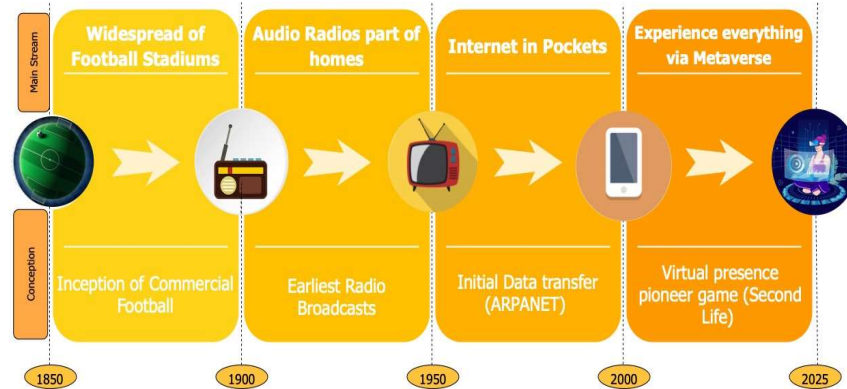 Main Stream
Widespread of
Football Stadiums
Audio Radios part of
homes
Internet in Pockets
Experience everything
via Metaverse
Conception
Inception of Commercial
Football
Earliest Radio
Broadcasts
Initial Data transfer
(ARPANET)
Virtual presence
pioneer game (Second
Life)
1850
1900
1950
2000
2025